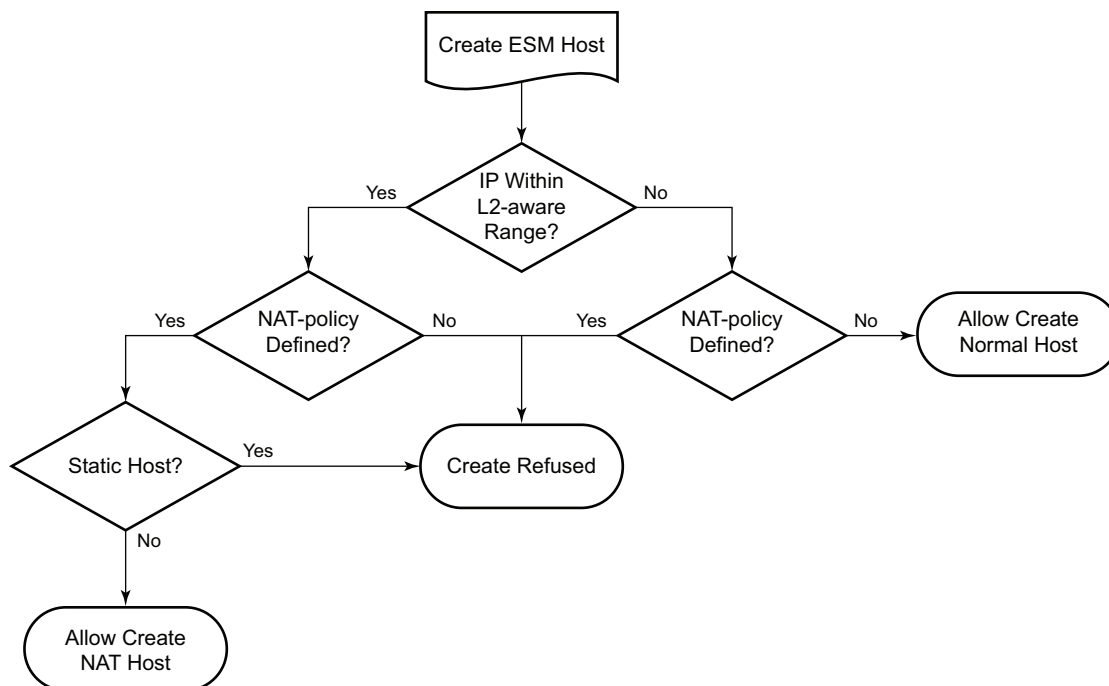 Create ESM Host
Yes
IP Within
L2-aware
Range?
No
Yes
NAT-policy
Defined?
No
Yes
NAT-policy
Defined?
No
Allow Create
Normal Host
Static Host?
Yes
Create Refused
No
Allow Create
NAT Host